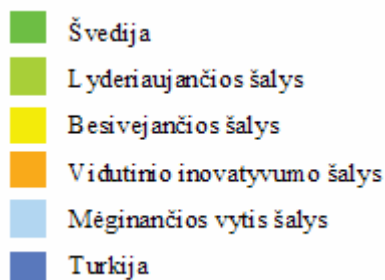 Švedija
Lyderiaujančios šalys
Besivejančios šalys
Vidutinio inovatyvumo šalys
Mėginančios vytis šalys
Turkija